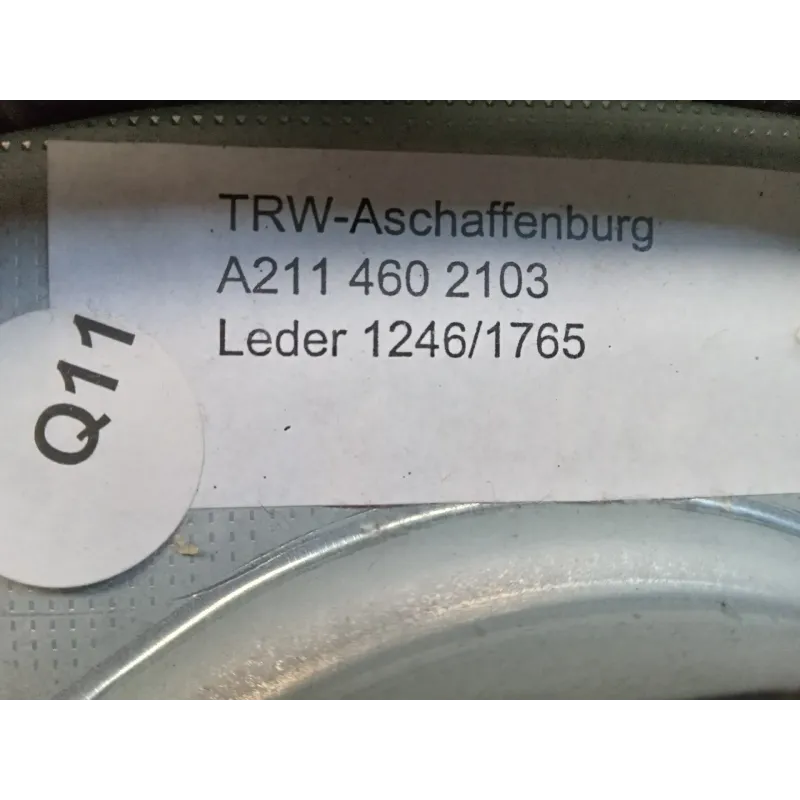 TRW-Aschaffenburg
A211 460 2103
Leder 1246/1765
Q11